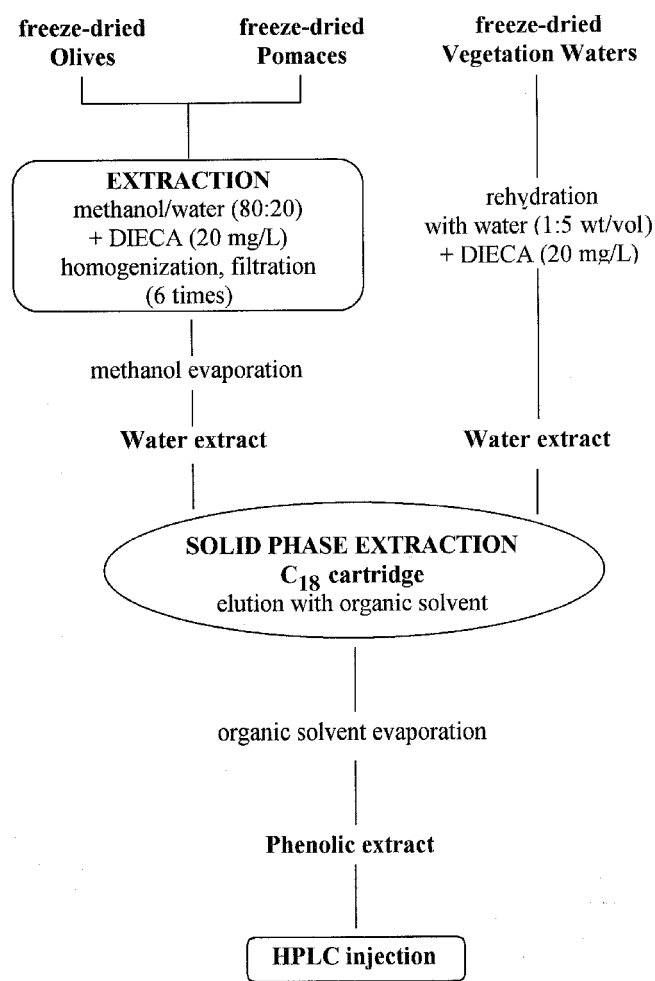 freeze-dried
Olives
freeze-dried
Pomaces
freeze-dried
Vegetation Waters
EXTRACTION
methanol/water (80:20)
+ DIECA (20 mg/L)
homogenization, filtration
(6 times)
rehydration
with water (1:5 wt/vol)
+ DIECA (20 mg/L)
methanol evaporation
Water extract
Water extract
SOLID PHASE EXTRACTION
C18 cartridge
elution with organic solvent
organic solvent evaporation
Phenolic extract
HPLC injection